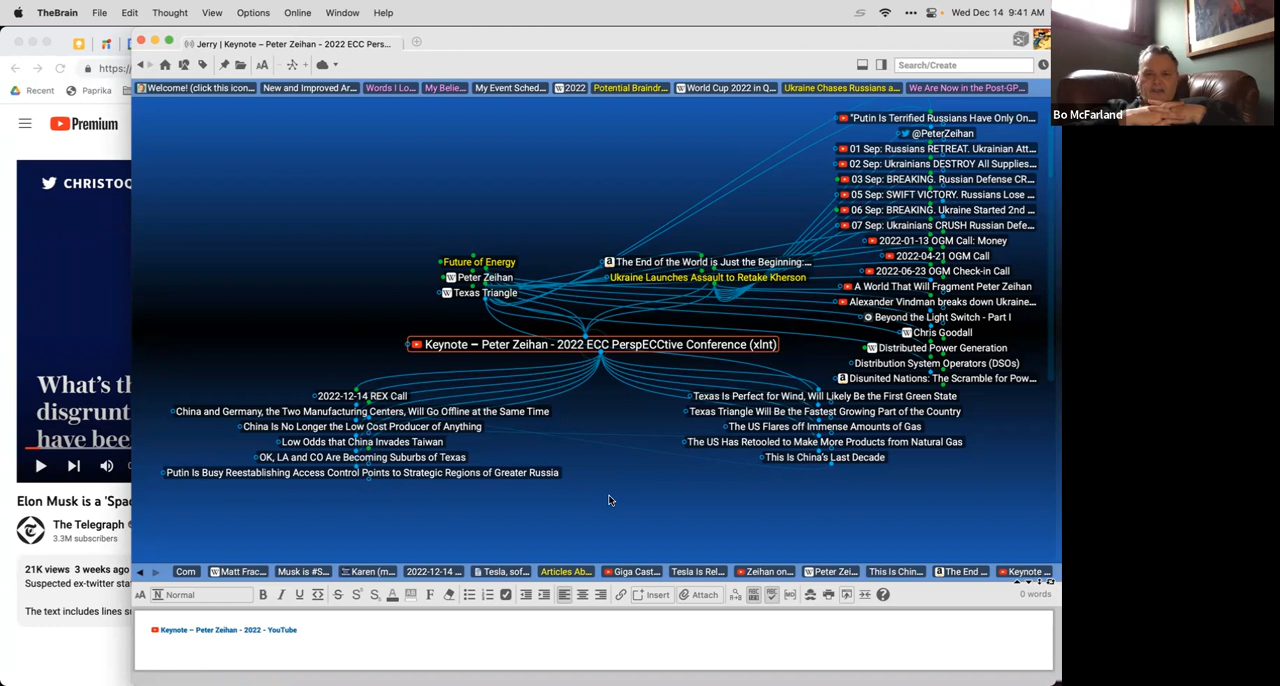 TheBrain File Edit Thought View Options Online Window Help Wed Dec 14 9:41 AM
Jerry | Keynote – Peter Zeihan - 2022 ECC Pers...
https:/
Recent Paprika
Search/Create
Welcome! (click this icon,... New and Improved Ar... Words I Lo... My Belie... My Event Sched... 2022 Potential Braindr... World Cup 2022 in Q... Ukraine Chases Russians a... We Are Now in the Post-GP...
Premium
Bo McFarland
"Putin Is Terrified Russians Have Only On...
@PeterZeihan
01 Sep: Russians RETREAT. Ukrainian Att...
02 Sep: Ukrainians DESTROY All Supplies...
03 Sep: BREAKING. Russian Defense CR...
05 Sep: SWIFT VICTORY. Russians Lose ...
06 Sep: BREAKING. Ukraine Started 2nd ...
07 Sep: Ukrainians CRUSH Russian Defe...
2022-01-13 OGM Call: Money
2022-04-21 OGM Call
2022-06-23 OGM Check-in Call
A World That Will Fragment Peter Zeihan
Alexander Vindman breaks down Ukraine...
Beyond the Light Switch - Part I
Chris Goodall
Distributed Power Generation
Distribution System Operators (DSOs)
Disunited Nations: The Scramble for Pow...
CHRISTO
Future of Energy
Peter Zeihan
Texas Triangle
The End of the World is Just the Beginning:...
Ukraine Launches Assault to Retake Kherson
Keynote – Peter Zeihan - 2022 ECC PerspECCtive Conference (xlnt)
What's th
disgrunt
have bee
2022-12-14 REX Call
China and Germany, the Two Manufacturing Centers, Will Go Offline at the Same Time
China Is No Longer the Low Cost Producer of Anything
Low Odds that China Invades Taiwan
OK, LA and CO Are Becoming Suburbs of Texas
Putin Is Busy Reestablishing Access Control Points to Strategic Regions of Greater Russia
Texas Is Perfect for Wind, Will Likely Be the First Green State
Texas Triangle Will Be the Fastest Growing Part of the Country
The US Flares off Immense Amounts of Gas
The US Has Retooled to Make More Products from Natural Gas
This Is China's Last Decade
Elon Musk is a 'Spac
The Telegraph
3.3M subscribers
21K views 3 weeks ago
Suspected ex-twitter sta
The text includes lines su
Com Matt Frac... Musk is #S... Karen (m... 2022-12-14 ... Tesla, sof... Articles Ab... Giga Cast... Tesla Is Rel... Zeihan on... Peter Zei... This Is Chin... The End ... Keynote ...
Normal Insert Attach 0 words
Keynote – Peter Zeihan - 2022 - YouTube